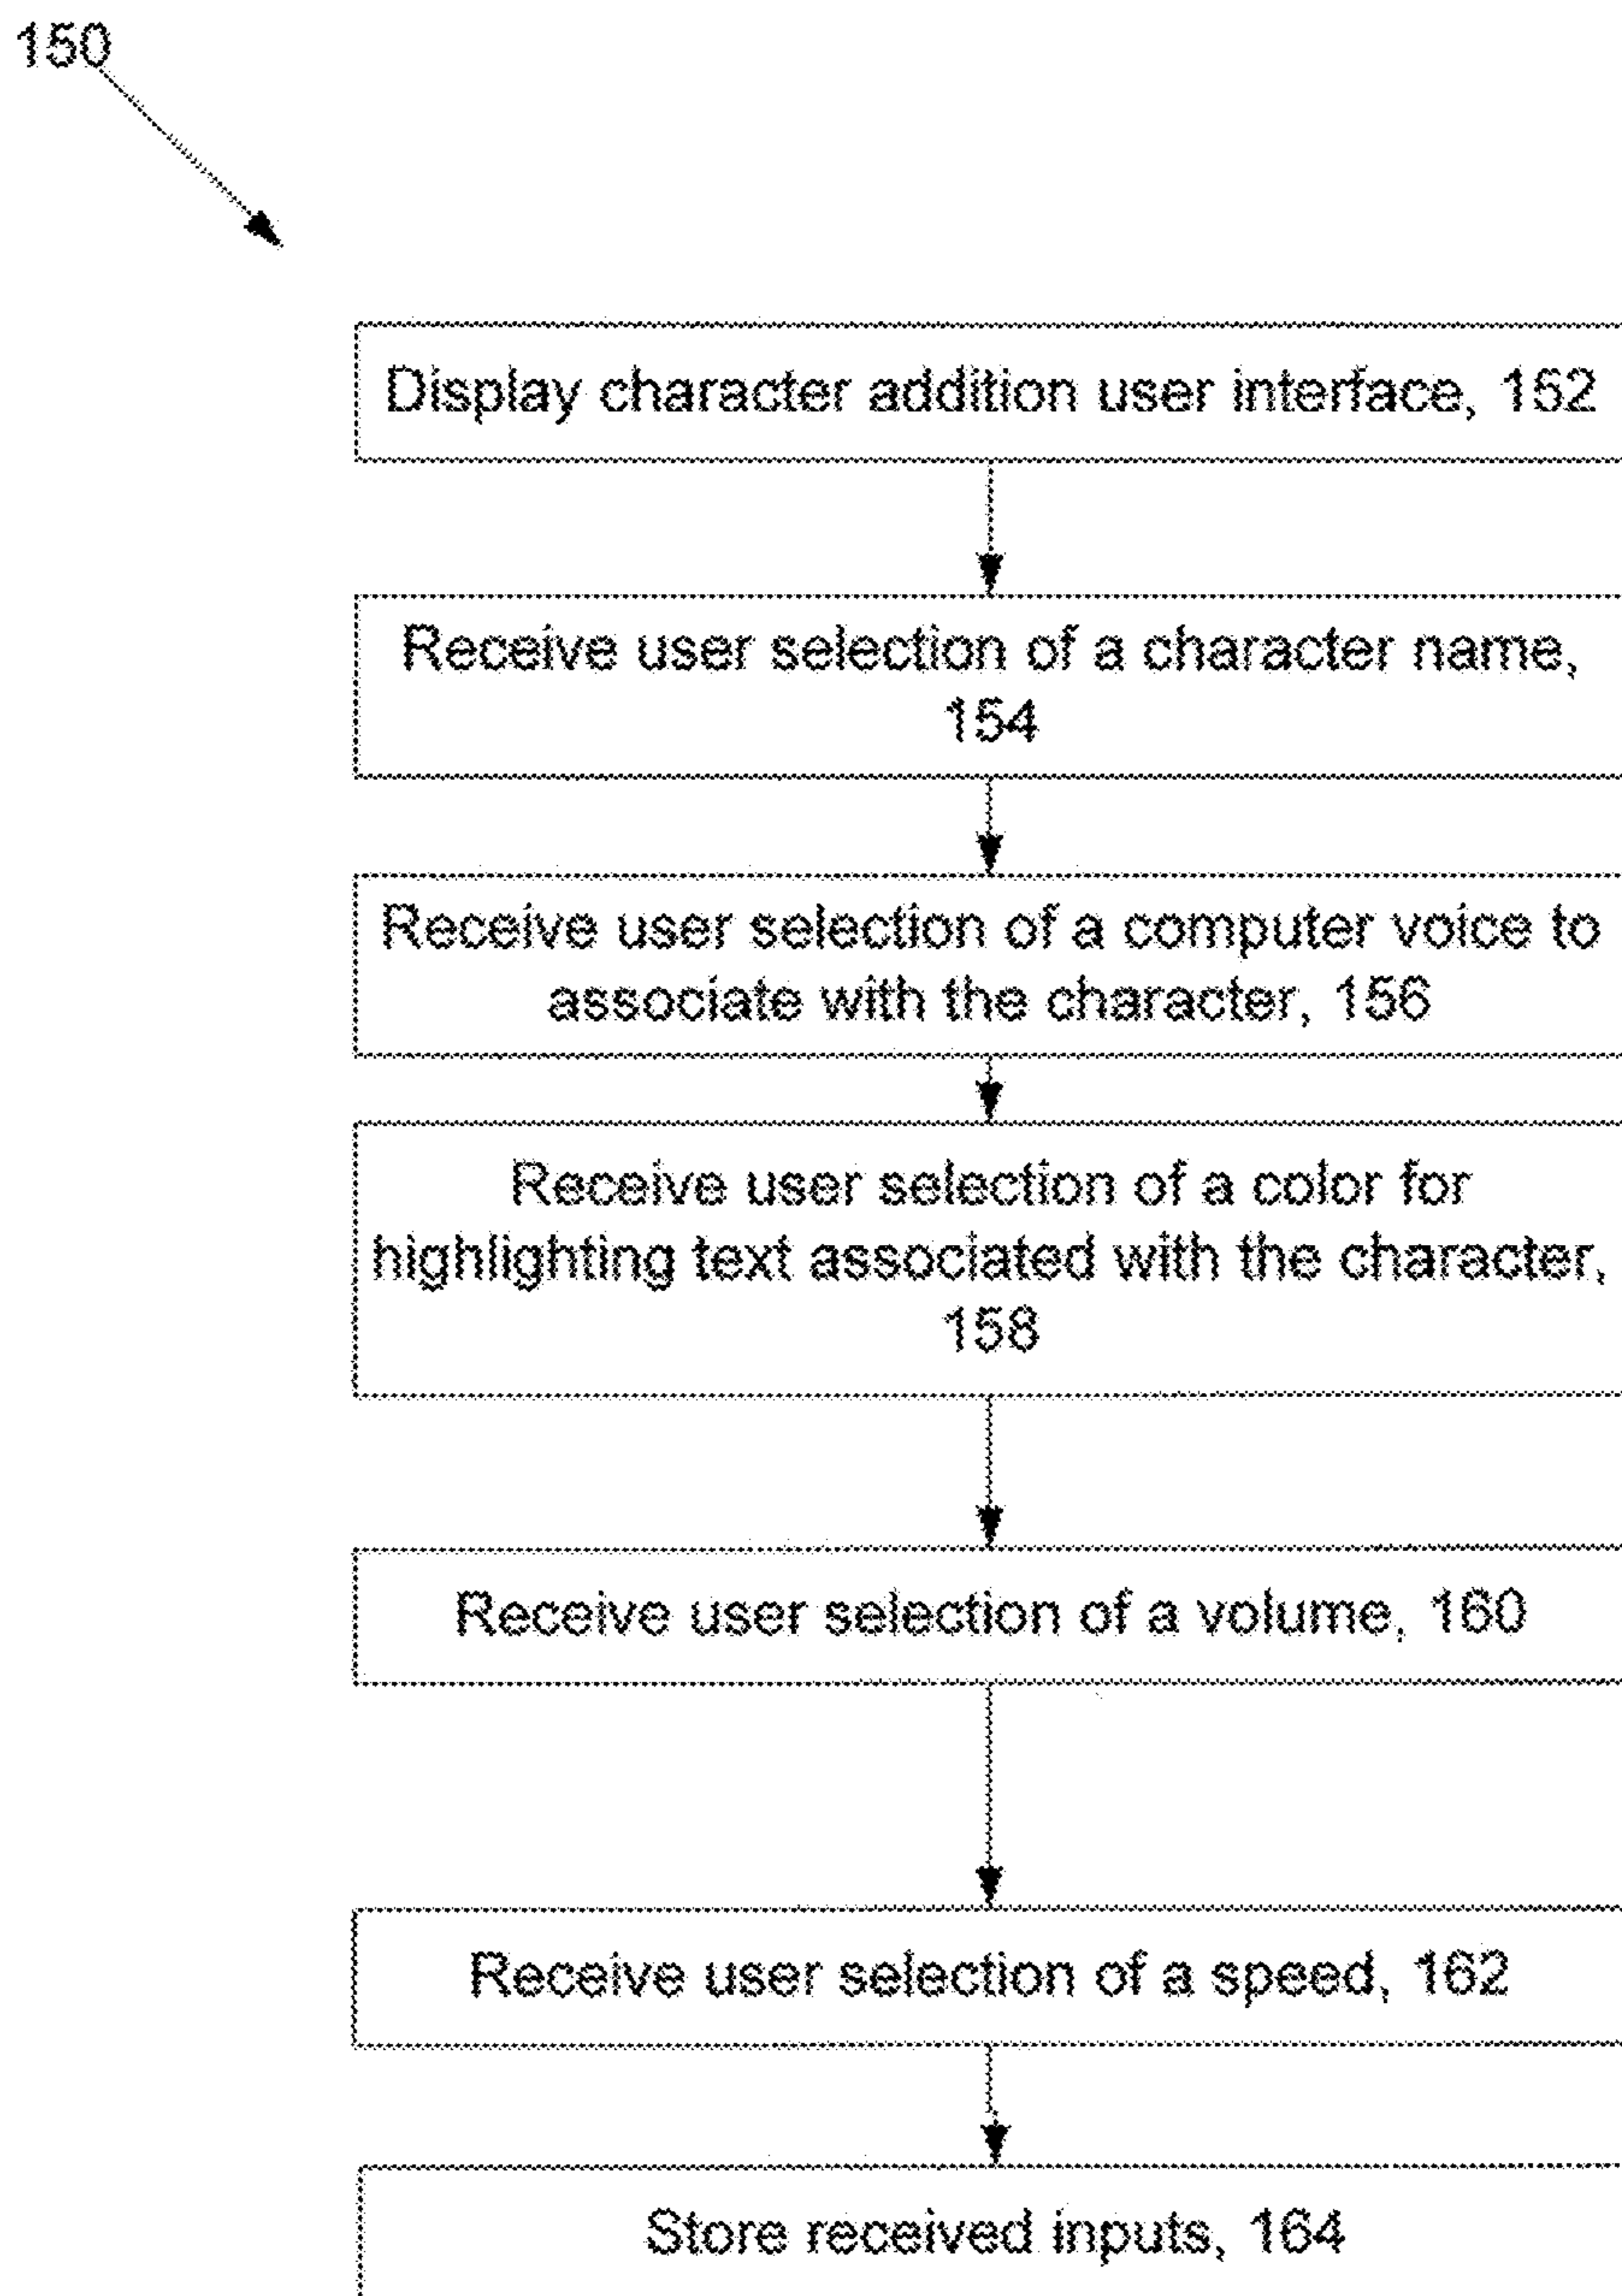 150
Display character addition user interface, 152
Receive user selection of a character name,
154
Receive user selection of a computer voice to
associate with the character, 156
Receive user selection of a color for
highlighting text associated with the character,
158
Receive user selection of a volume, 160
Receive user selection of a speed, 162
Store received inputs, 164